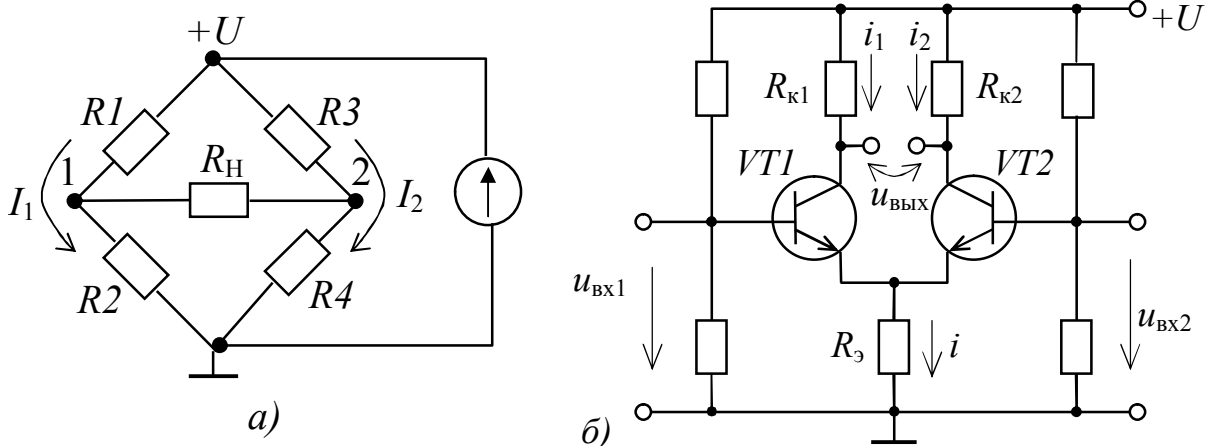 +U
R1
R3
Rн
1
2
I1
I2
R2
R4
а)
+U
i1
i2
Rк1
Rк2
VT1
VT2
uвых
uвх1
uвх2
Rэ
i
б)